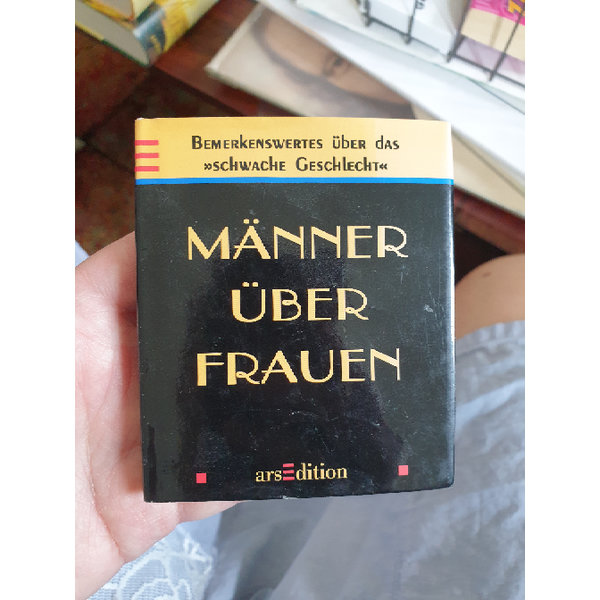 BEMERKENSWERTES ÜBER DAS
»SCHWACHE GESCHLECHT«
MÄNNER
ÜBER
FRAUEN
arsEdition